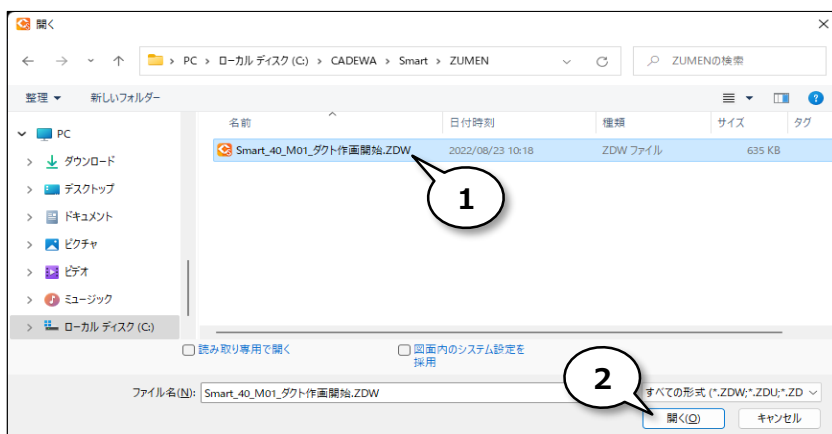 開く
PC > ローカル ディスク (C:) > CADEWA > Smart > ZUMEN
ZUMENの検索
整理 新しいフォルダー
名前 日付時刻 種類 サイズ タグ
Smart_40_M01_ダクト作画開始.ZDW 2022/08/23 10:18 ZDW ファイル 635 KB
1
PC
ダウンロード
デスクトップ
ドキュメント
ピクチャ
ビデオ
ミュージック
ローカル ディスク (C:)
読み取り専用で開く
図面内のシステム設定を
採用
2
ファイル名(N): Smart_40_M01_ダクト作画開始.ZDW
すべての形式 (*.ZDW;*.ZDU;*.ZD
開く(O) キャンセル